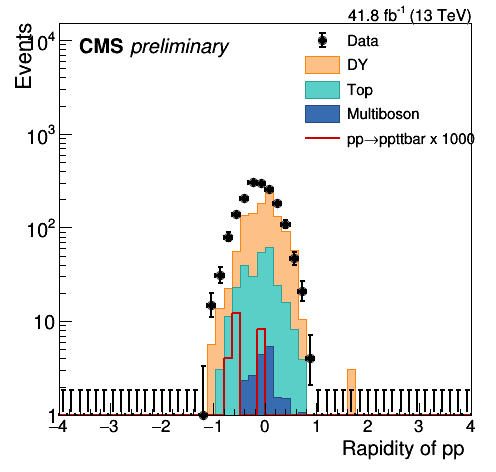 41.8 fb⁻¹ (13 TeV)
Events
CMS preliminary
Data
DY
Top
Multiboson
pp→ppttbar x 1000
10⁴
10³
10²
10
1
−4 −3 −2 −1 0 1 2 3 4
Rapidity of pp